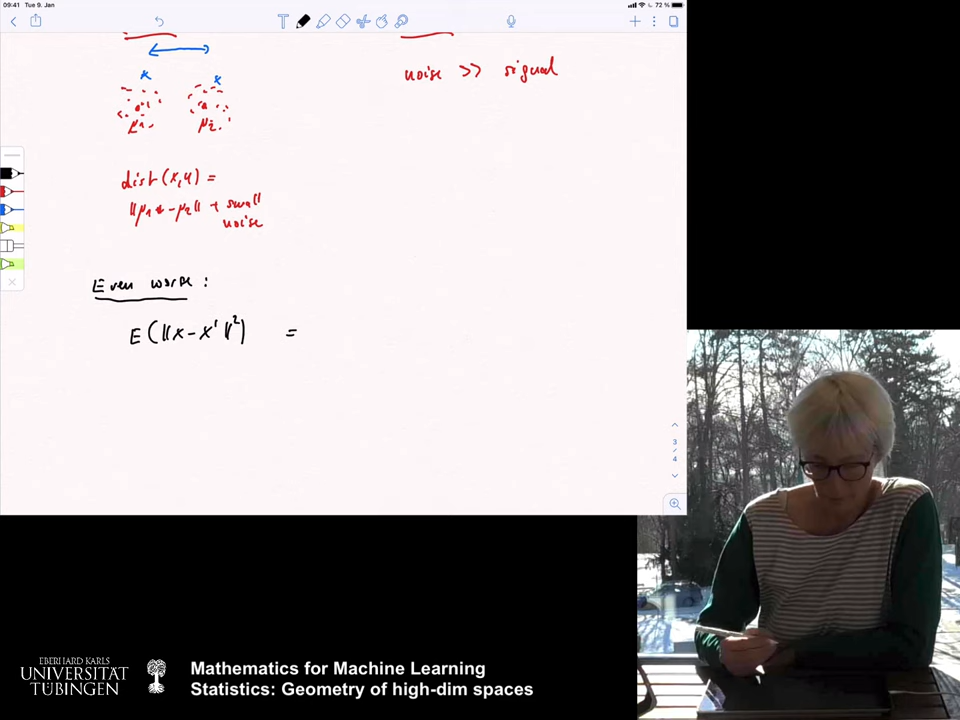 09:41 Tue 9. Jan
72 %
noise >> signal
x x
μ1 μ2
dist(x,y) =
‖μ1 - μ2‖ + small
noise
Even worse :
E(‖x - x'‖²) =
3
4
EBERHARD KARLS
UNIVERSITÄT
TÜBINGEN
Mathematics for Machine Learning
Statistics: Geometry of high-dim spaces